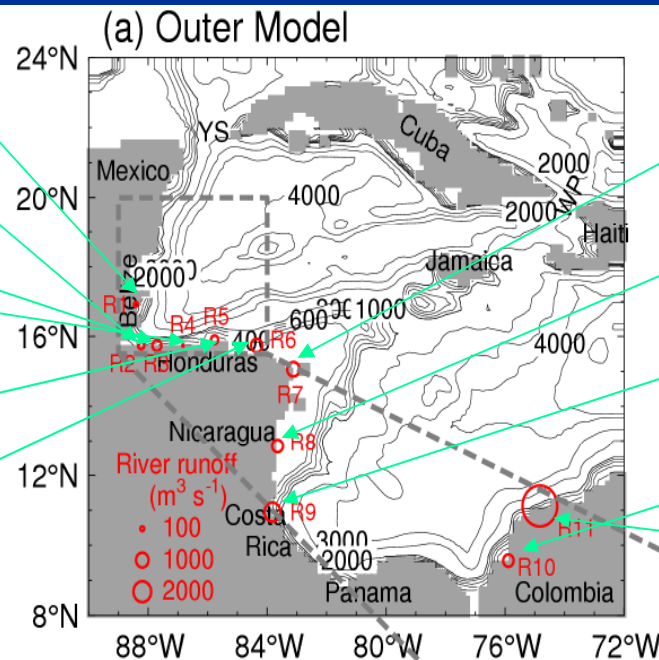 (a) Outer Model
24°N
20°N
16°N
12°N
8°N
88°W
84°W
80°W
76°W
72°W
YS
Cuba
Mexico
2000
4000
WP
2000
Haiti
2000
Jamaica
R1
R4
R5
600
1000
R6
4000
R2
Honduras
R7
Nicaragua
R8
River runoff
(m³ s⁻¹)
100
1000
2000
Costa
Rica
R9
3000
2000
R11
R10
Panama
Colombia